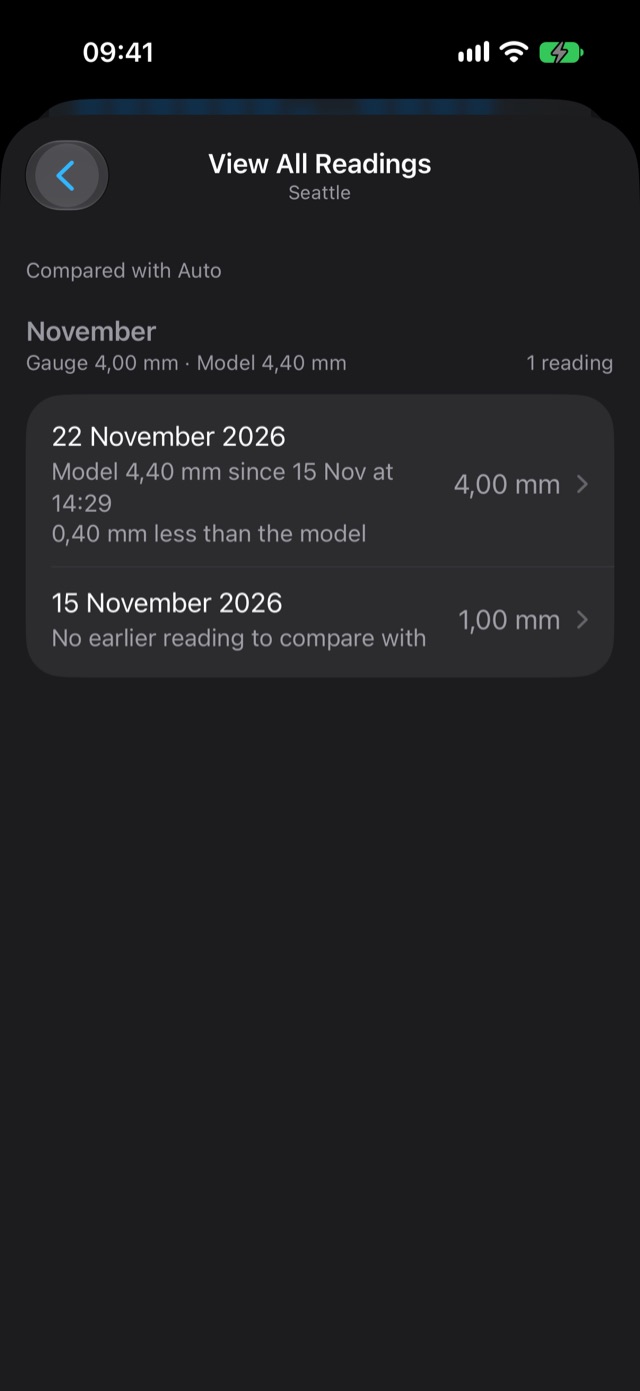 09:41
View All Readings
Seattle
Compared with Auto
November
Gauge 4,00 mm · Model 4,40 mm
1 reading
22 November 2026
Model 4,40 mm since 15 Nov at
14:29
0,40 mm less than the model
4,00 mm
15 November 2026
No earlier reading to compare with
1,00 mm